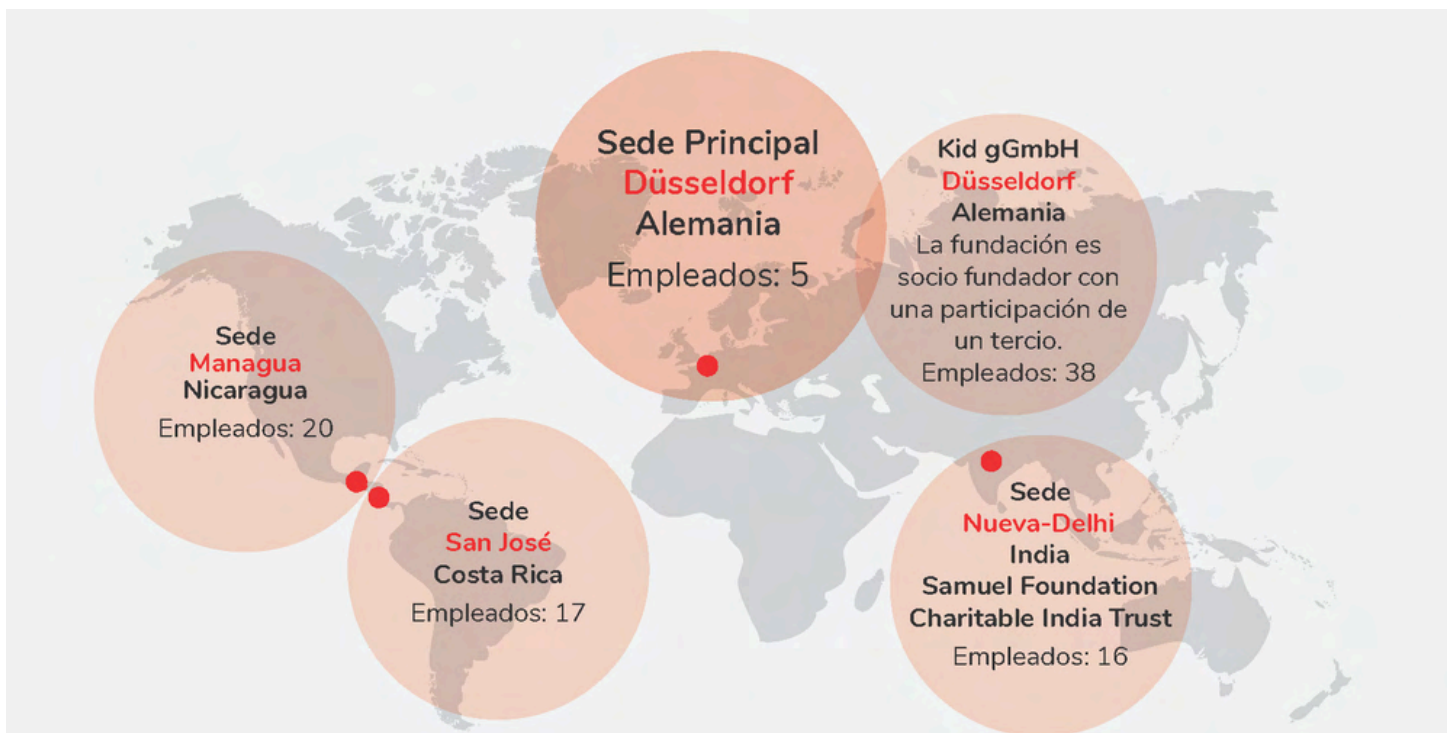 Sede Principal
Düsseldorf
Alemania
Empleados: 5
Kid gGmbH
Düsseldorf
Alemania
La fundación es
socio fundador con
una participación de
un tercio.
Empleados: 38
Sede
Managua
Nicaragua
Empleados: 20
Sede
San José
Costa Rica
Empleados: 17
Sede
Nueva-Delhi
India
Samuel Foundation
Charitable India Trust
Empleados: 16